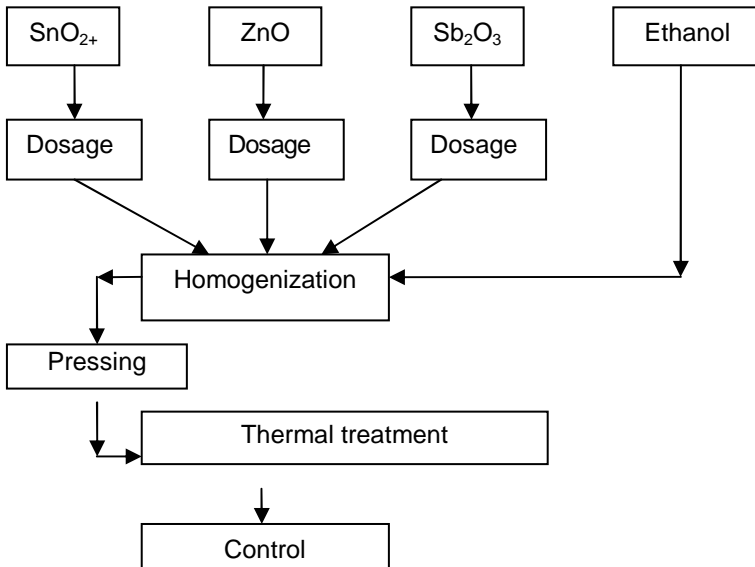 SnO₂₊ ZnO Sb₂O₃ Ethanol
Dosage Dosage Dosage
Homogenization
Pressing
Thermal treatment
Control